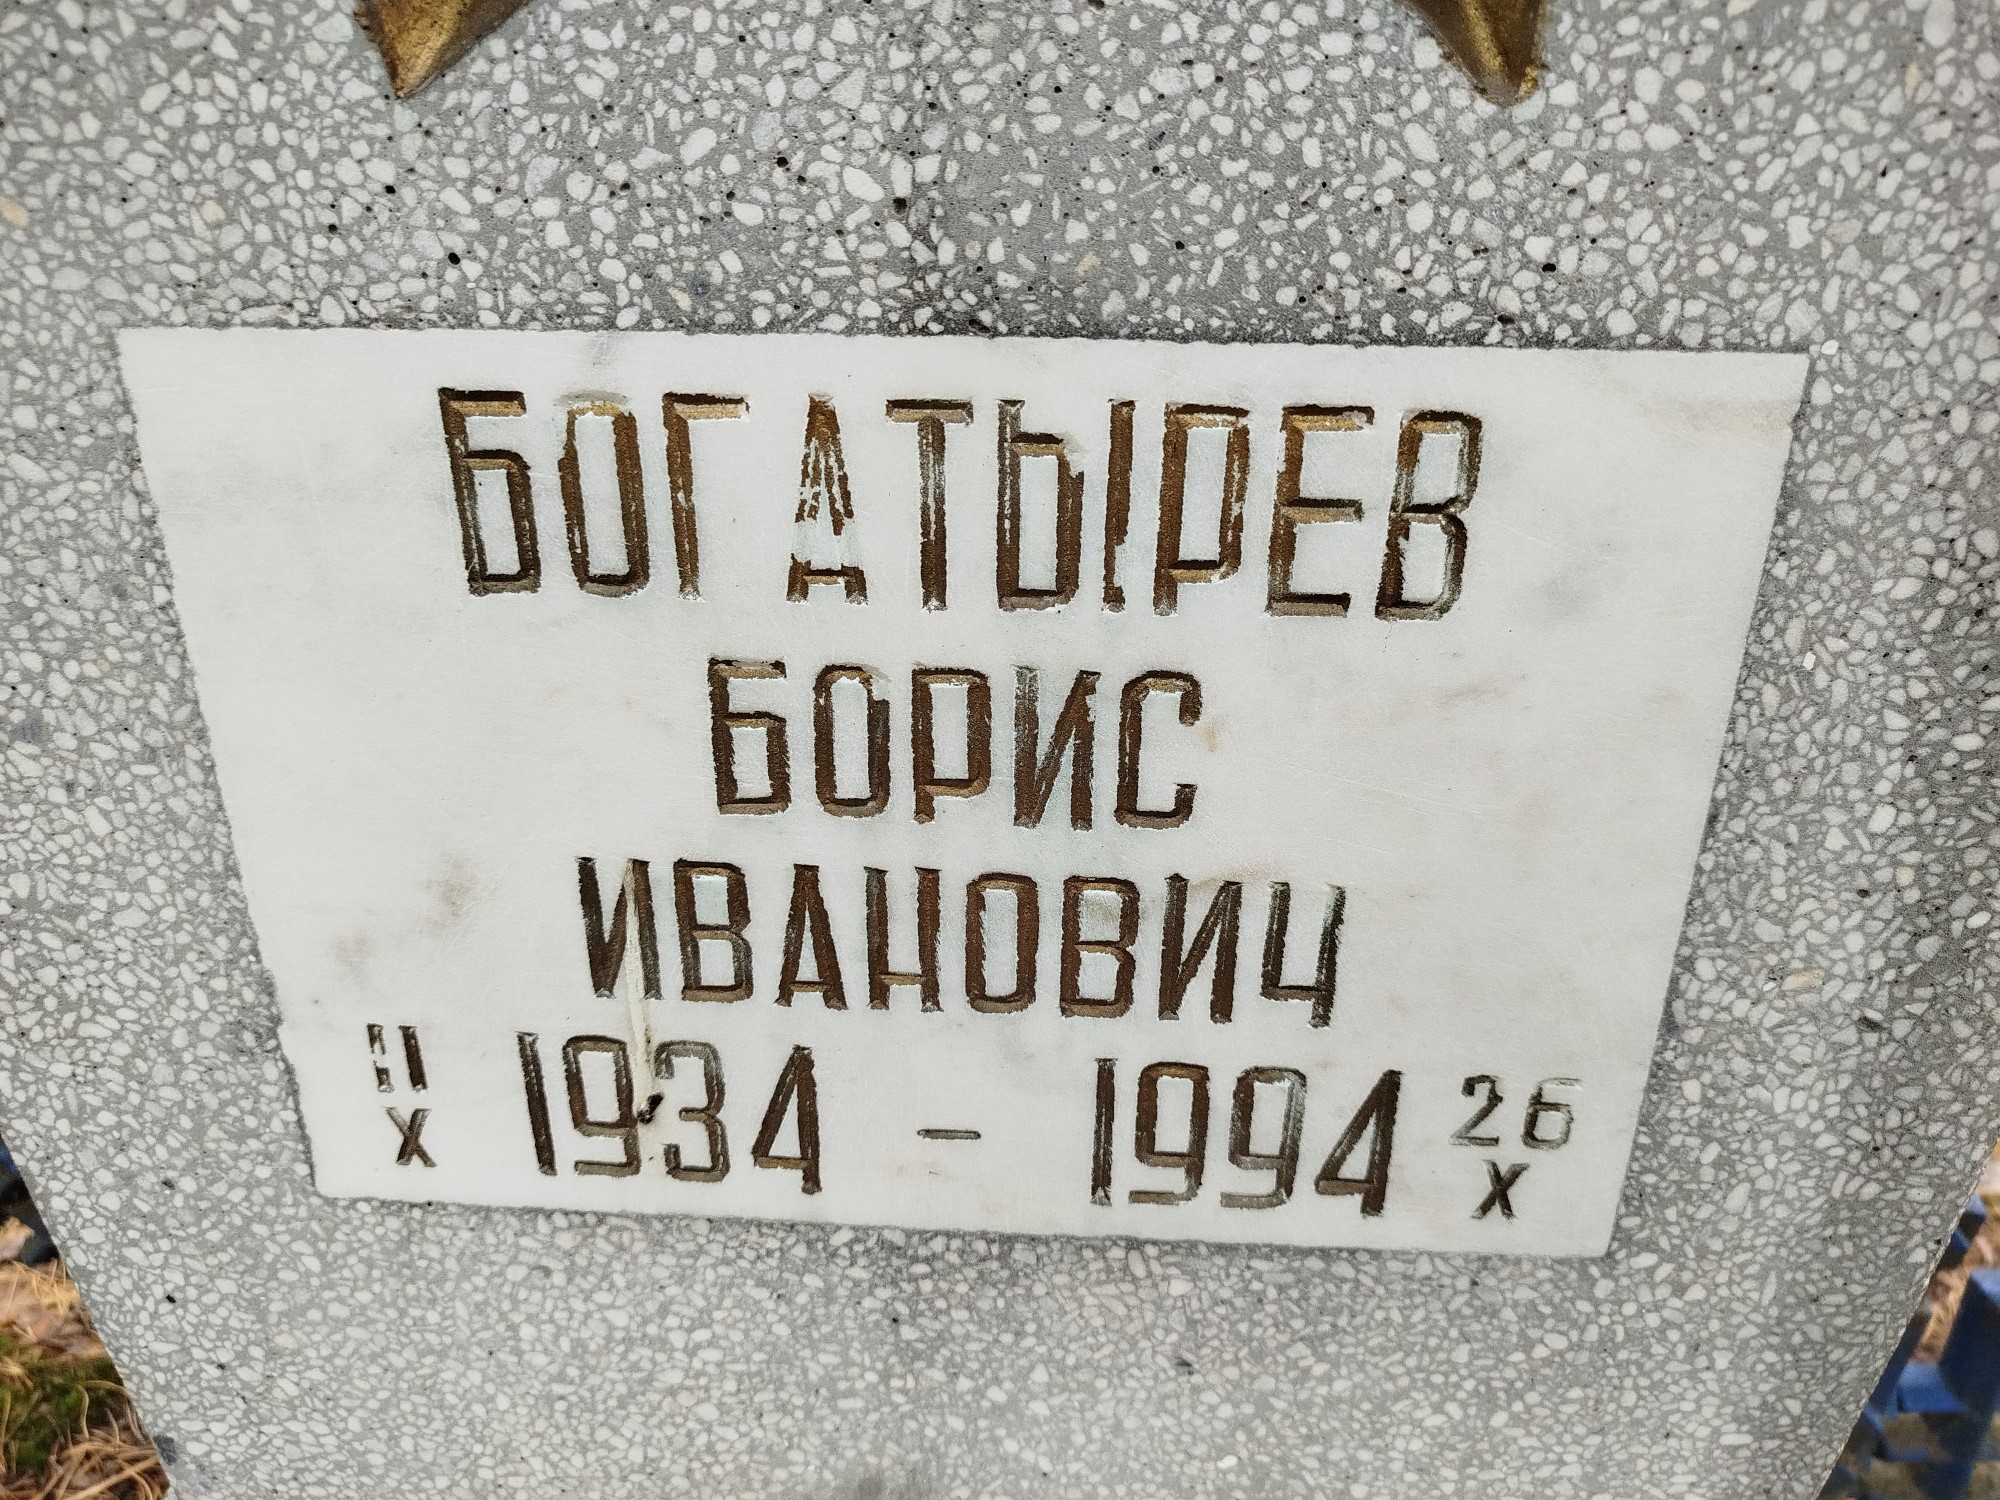 БОГАТЫРЕВ
БОРИС
ИВАНОВИЧ
11 1934 - 1994 26
X X